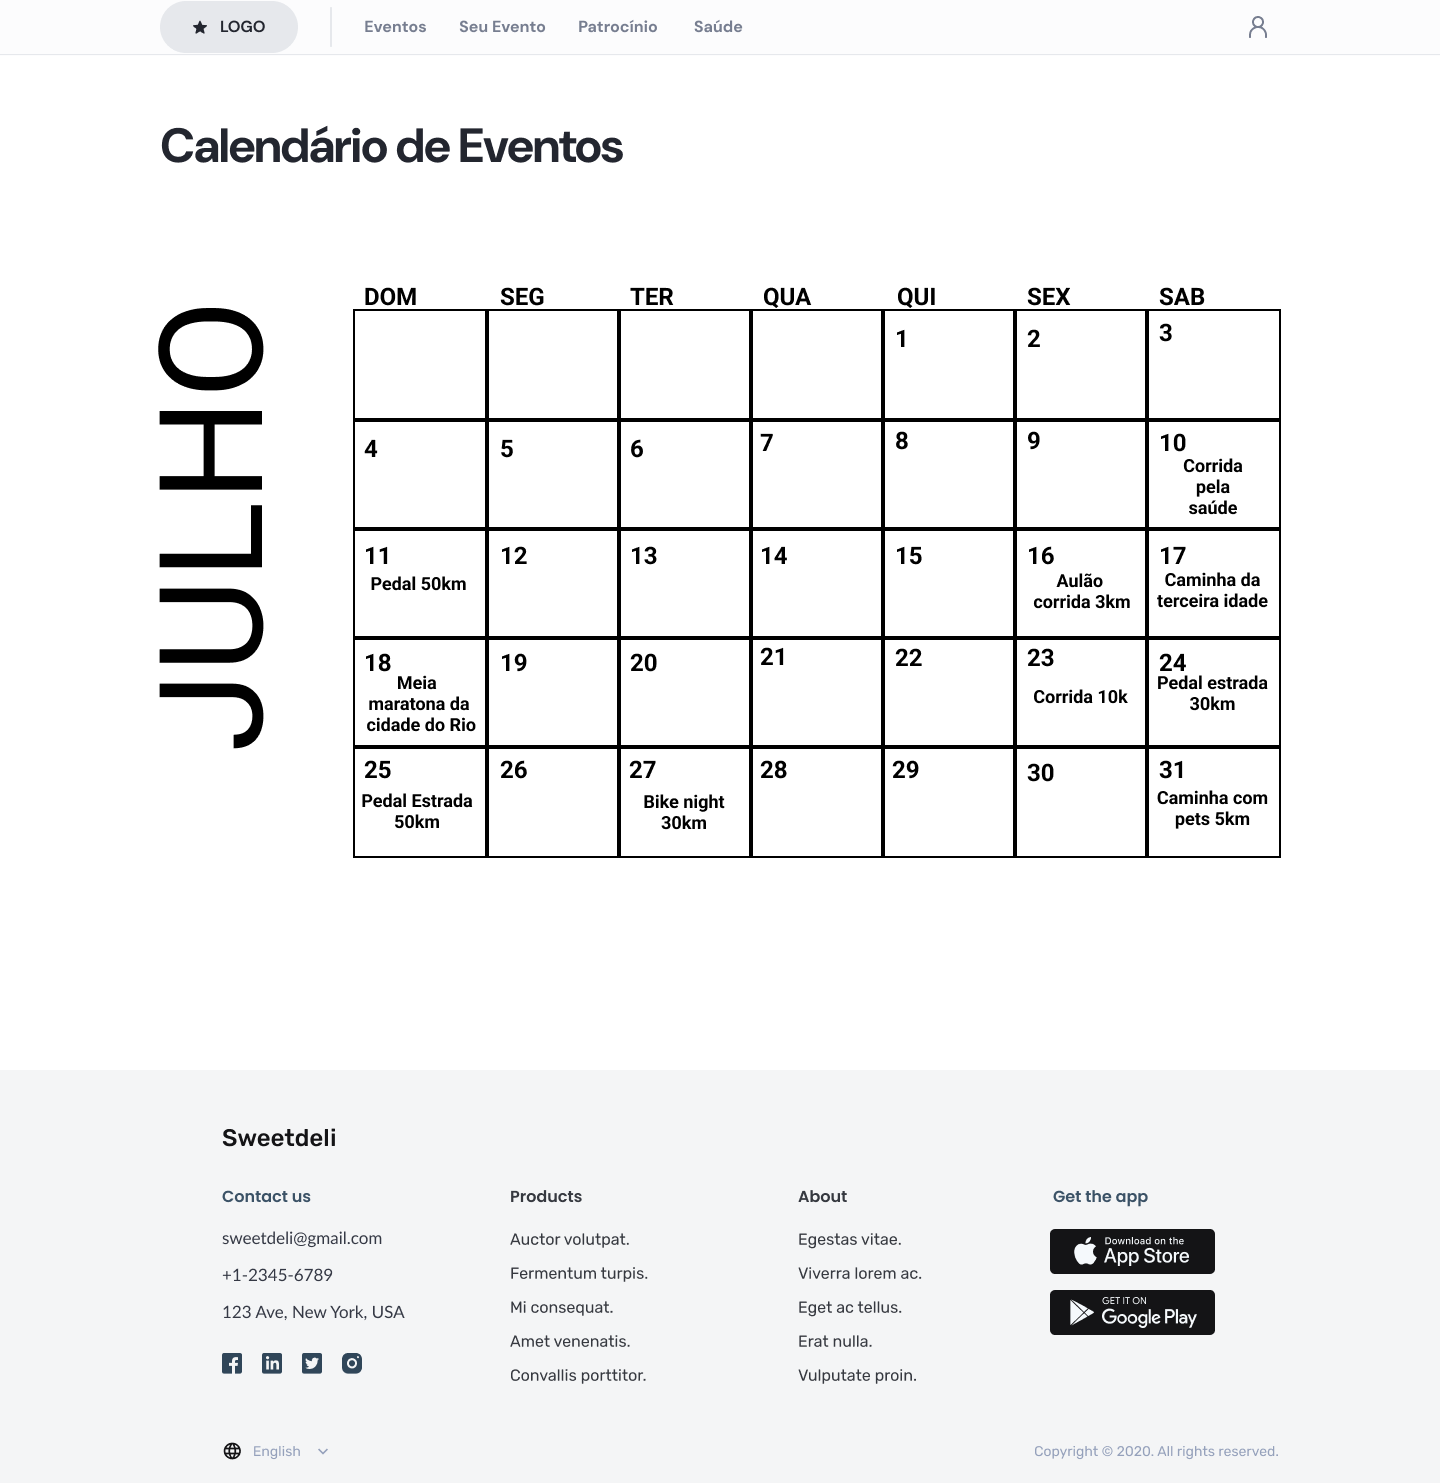 LOGO
Eventos
Seu Evento
Patrocínio
Saúde
Calendário de Eventos
JULHO
DOM SEG TER QUA QUI SEX SAB
1 2 3
4 5 6 7 8 9 10
Corrida
pela
saúde
11 12 13 14 15 16 17
Pedal 50km
Aulão
corrida 3km
Caminha da
terceira idade
18 19 20 21 22 23 24
Meia
maratona da
cidade do Rio
Corrida 10k
Pedal estrada
30km
25 26 27 28 29 30 31
Pedal Estrada
50km
Bike night
30km
Caminha com
pets 5km
Sweetdeli
Contact us
sweetdeli@gmail.com
+1-2345-6789
123 Ave, New York, USA
Products
Auctor volutpat.
Fermentum turpis.
Mi consequat.
Amet venenatis.
Convallis porttitor.
About
Egestas vitae.
Viverra lorem ac.
Eget ac tellus.
Erat nulla.
Vulputate proin.
Get the app
Download on the
App Store
GET IT ON
Google Play
English
Copyright © 2020. All rights reserved.